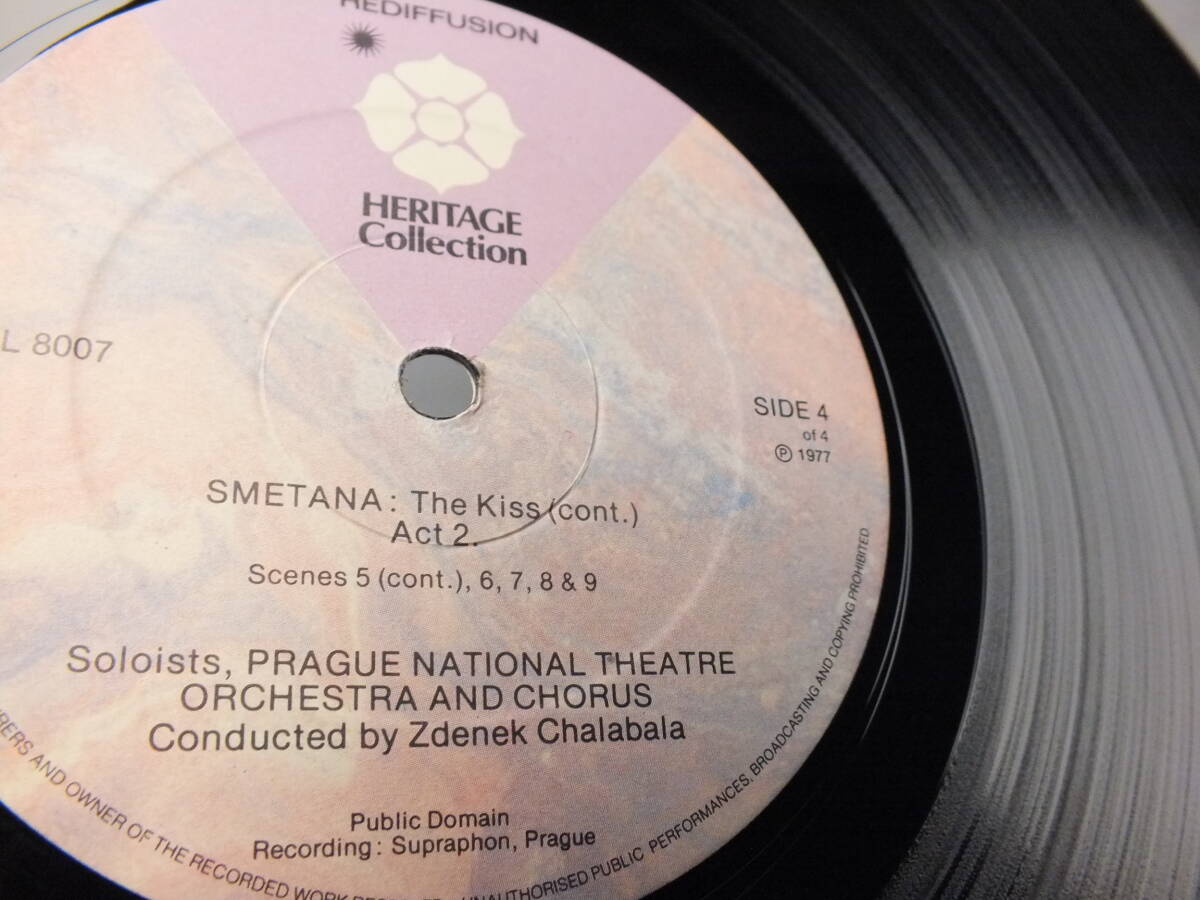 REDIFFUSION
HERITAGE
Collection
L 8007
SIDE 4
of 4
Ⓟ 1977
SMETANA: The Kiss (cont.)
Act 2.
Scenes 5 (cont.), 6, 7, 8 & 9
Soloists, PRAGUE NATIONAL THEATRE
ORCHESTRA AND CHORUS
Conducted by Zdenek Chalabala
Public Domain
Recording: Supraphon, Prague
AND OWNER OF THE RECORDED WORK UNAUTHORISED PUBLIC PERFORMANCES, BROADCASTING AND COPYING PROHIBITED